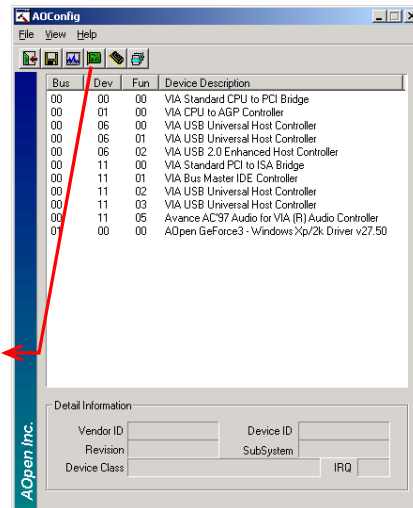 AOConfig
File View Help
Bus Dev Fun Device Description
00 00 00 VIA Standard CPU to PCI Bridge
00 01 00 VIA CPU to AGP Controller
00 06 00 VIA USB Universal Host Controller
00 06 01 VIA USB Universal Host Controller
00 06 02 VIA USB 2.0 Enhanced Host Controller
00 11 00 VIA Standard PCI to ISA Bridge
00 11 01 VIA Bus Master IDE Controller
00 11 02 VIA USB Universal Host Controller
00 11 03 VIA USB Universal Host Controller
00 11 05 Avance AC'97 Audio for VIA (R) Audio Controller
01 00 00 AOpen GeForce3 - Windows Xp/2k Driver v27.50
Detail Information
Vendor ID Device ID
Revision SubSystem
Device Class IRQ
AOpen Inc.